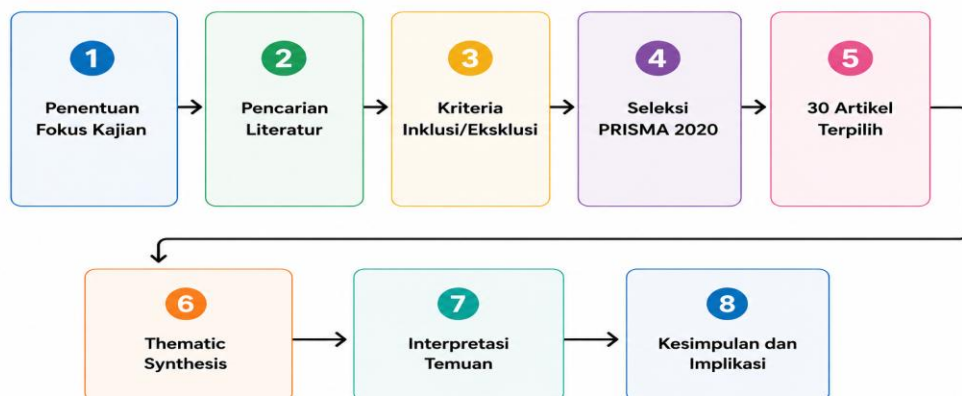 1
Penentuan
Fokus Kajian
2
Pencarian
Literatur
3
Kriteria
Inklusi/Eksklusi
4
Seleksi
PRISMA 2020
5
30 Artikel
Terpilih
6
Thematic
Synthesis
7
Interpretasi
Temuan
8
Kesimpulan dan
Implikasi